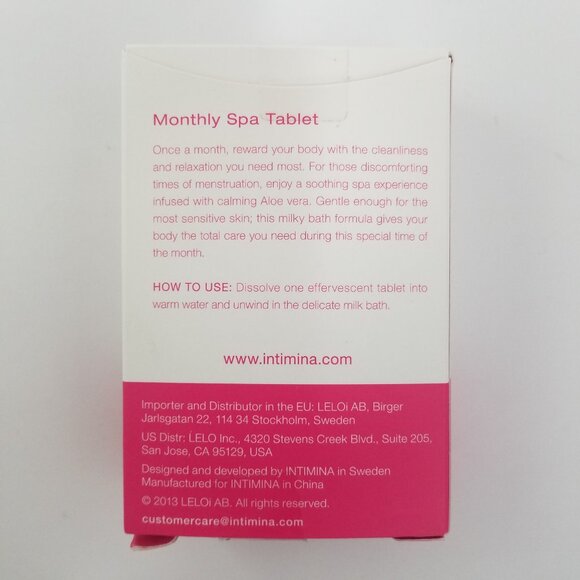 Monthly Spa Tablet
Once a month, reward your body with the cleanliness
and relaxation you need most. For those discomforting
times of menstruation, enjoy a soothing spa experience
infused with calming Aloe vera. Gentle enough for the
most sensitive skin; this milky bath formula gives your
body the total care you need during this special time of
the month.
HOW TO USE: Dissolve one effervescent tablet into
warm water and unwind in the delicate milk bath.
www.intimina.com
Importer and Distributor in the EU: LELOi AB, Birger
Jarlsgatan 22, 114 34 Stockholm, Sweden
US Distr: LELO Inc., 4320 Stevens Creek Blvd., Suite 205,
San Jose, CA 95129, USA
Designed and developed by INTIMINA in Sweden
Manufactured for INTIMINA in China
© 2013 LELOi AB. All rights reserved.
customercare@intimina.com